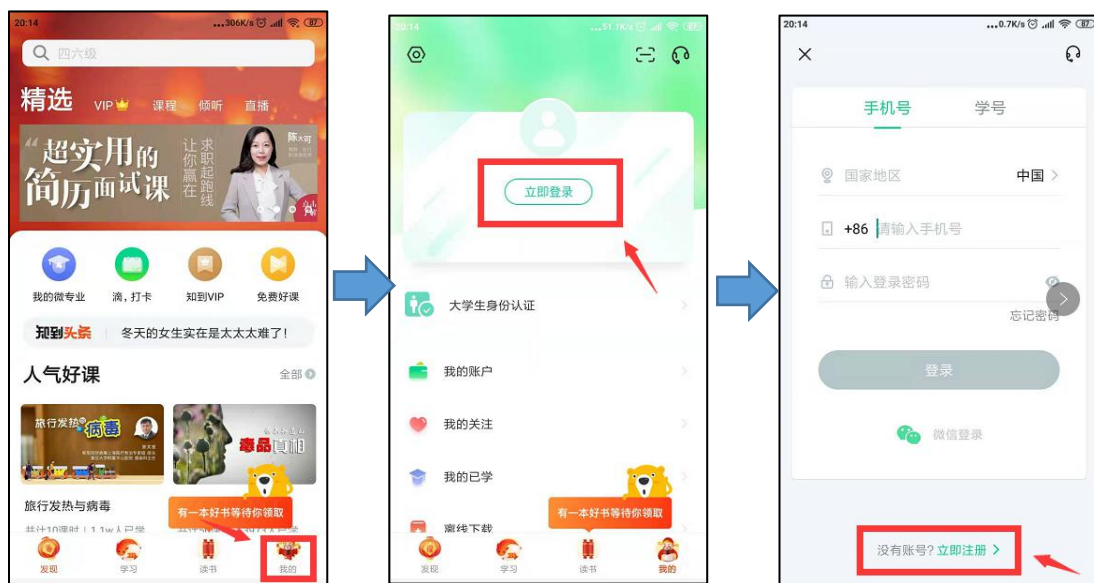 20:14
...306K/s
87
四六级
精选 VIP 课程 倾听 直播
“超实用的
简历面试课
让你赢在
求职起跑线
陈大可
我的微专业 滴,打卡 知到VIP 免费好课
知到头条 冬天的女生实在是太太太难了!
人气好课 全部
旅行发热与病毒
毒品真相
旅行发热与病毒
有一本好书等待你领取
发现 学习 读书 我的
20:14
87
立即登录
大学生身份认证
我的账户
我的关注
我的已学
离线下载
有一本好书等待你领取
发现 学习 读书 我的
20:14
...0.7K/s
87
手机号 学号
国家地区 中国
+86 请输入手机号
输入登录密码
忘记密码
登录
微信登录
没有账号?立即注册